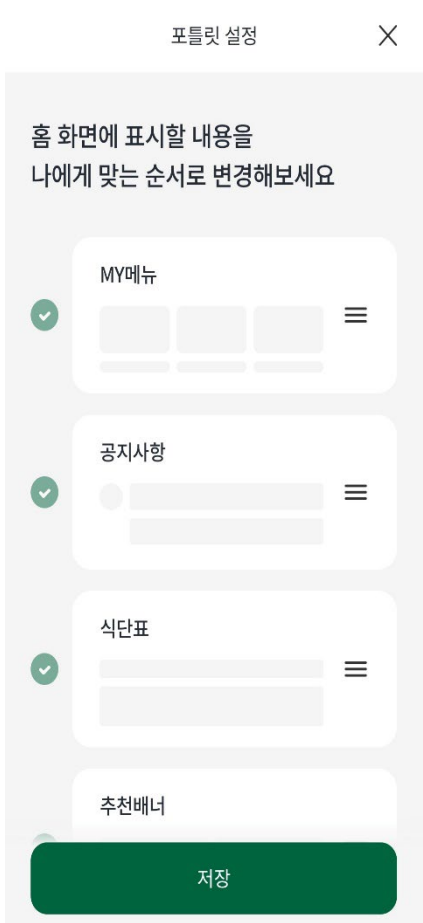 포틀릿 설정
홈 화면에 표시할 내용을
나에게 맞는 순서로 변경해보세요
MY메뉴
공지사항
식단표
추천배너
저장